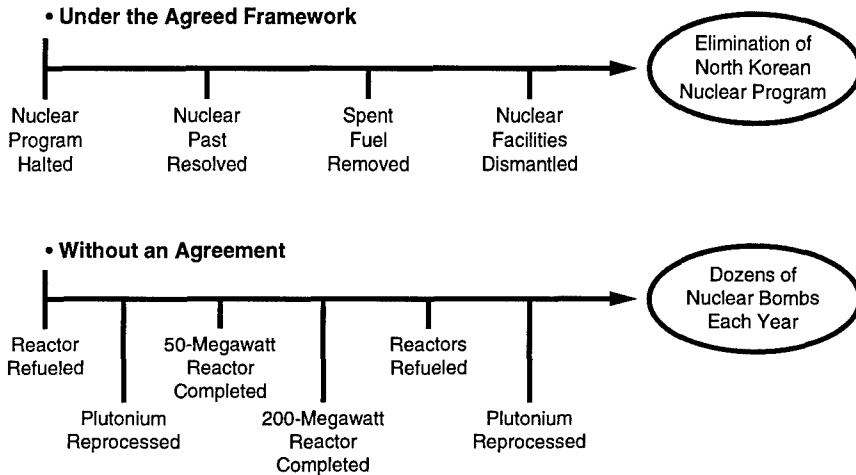 • Under the Agreed Framework
Nuclear
Program
Halted
Nuclear
Past
Resolved
Spent
Fuel
Removed
Nuclear
Facilities
Dismantled
Elimination of
North Korean
Nuclear Program
• Without an Agreement
Reactor
Refueled
Plutonium
Reprocessed
50-Megawatt
Reactor
Completed
200-Megawatt
Reactor
Completed
Reactors
Refueled
Plutonium
Reprocessed
Dozens of
Nuclear Bombs
Each Year